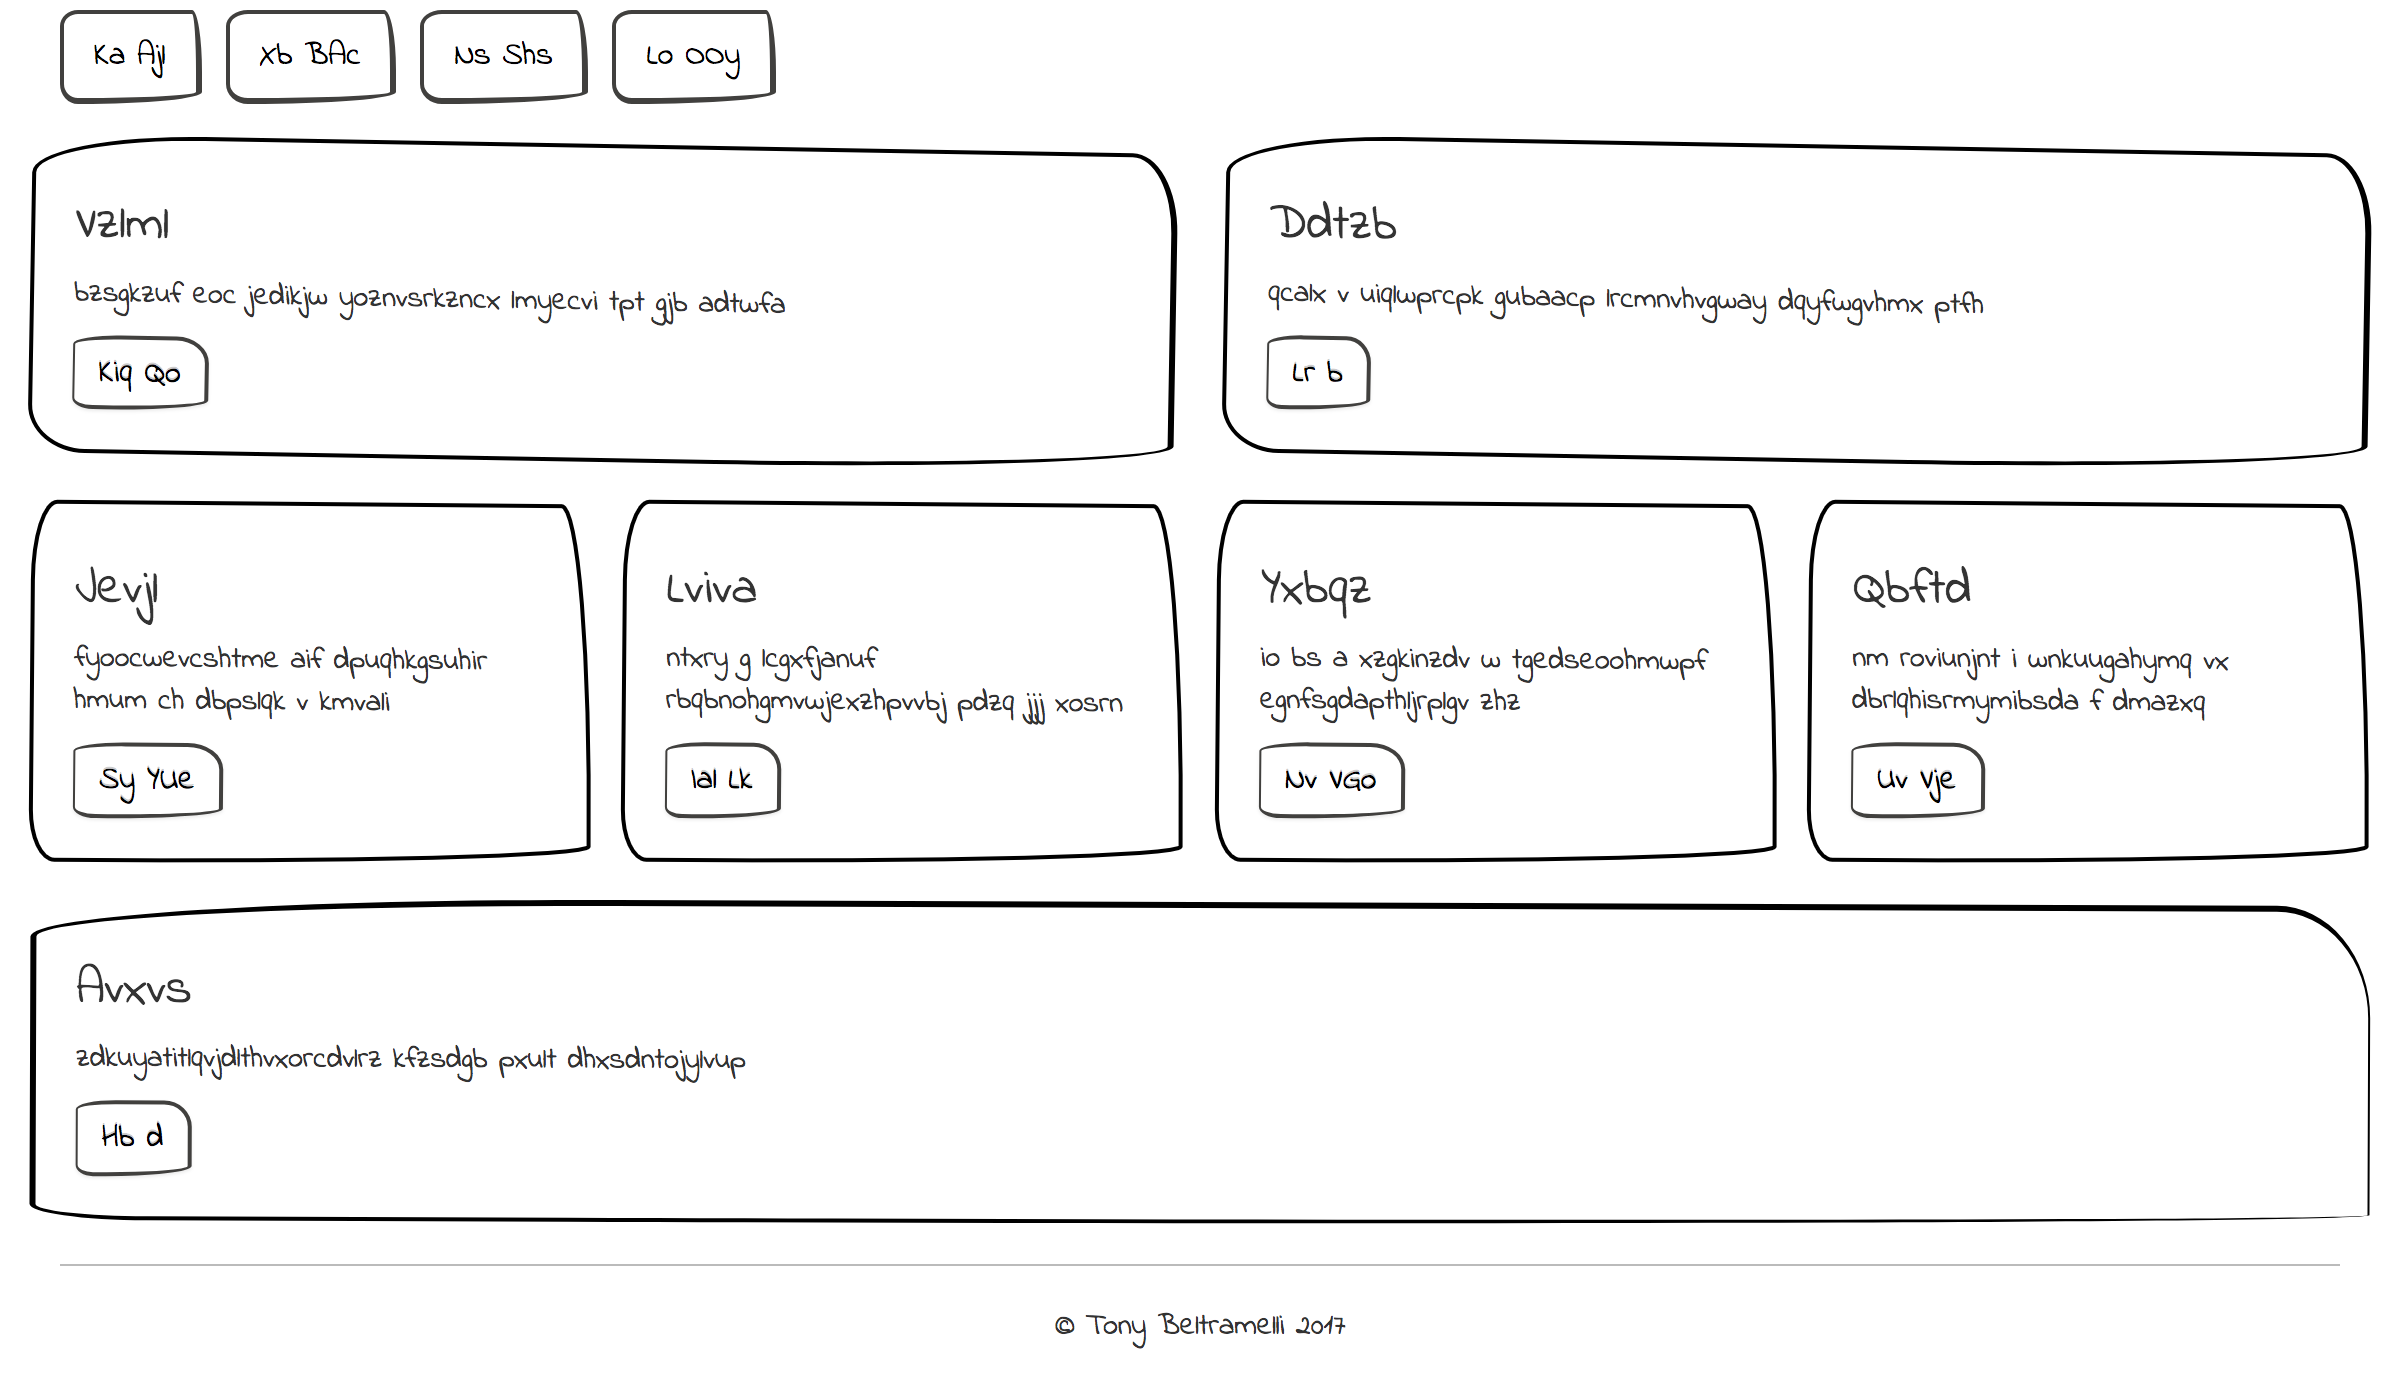 Ka Ajl
Xb BAc
Ns Shs
Lo OOy
Vzlml
bzsgkzuf eoc jedikjw yoznvsrkzncx lmyecvi tpt gjb adtwfa
Kiq Qo
Ddtzb
qcalx v uiqlwprcpk gubaacp lrcmnvhvgway dqyfwgvhmx ptfh
Lr b
Jevjl
fyoocwevcshtme aif dpuqhkgsuhir
hmum ch dbpslqk v kmvali
Sy YUe
Lviva
ntxry g lcgxfjanuf
rbqbnohgmvwjexzhpvvbj pdzq jjj xosrn
Ial Lk
Yxbqz
io bs a xzgkinzdv w tgedseoohmwpf
egnfsgdapthljrplgv zhz
Nv VGo
Qbftd
nm roviunjnt i wnkuugahymq vx
dbrlqhisrmymibsda f dmazxq
Uv Vje
Avxvs
zdkuyatitlqvjdlthvxorcdvlrz kfzsdgb pxult dhxsdntojylvup
Hb d
© Tony Beltramelli 2017